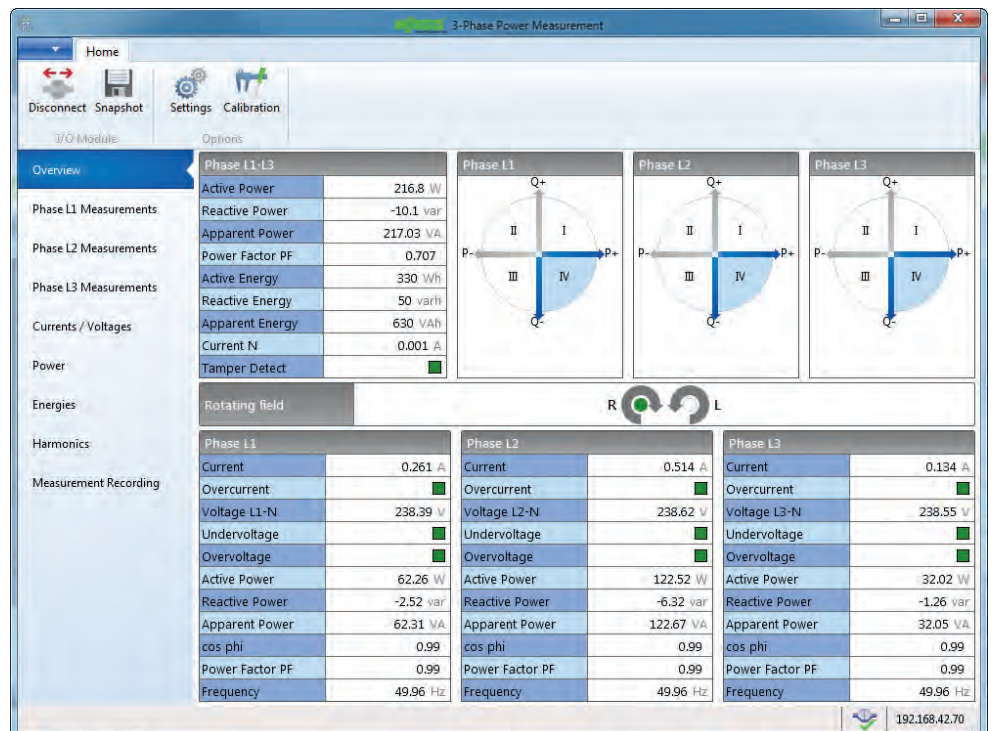 3-Phase Power Measurement
Home
Disconnect Snapshot Settings Calibration
I/O Module Options
Overview
Phase L1 Measurements
Phase L2 Measurements
Phase L3 Measurements
Currents / Voltages
Power
Energies
Harmonics
Measurement Recording
Phase L1-L3
Active Power 216.8 W
Reactive Power -10.1 var
Apparent Power 217.03 VA
Power Factor PF 0.707
Active Energy 330 Wh
Reactive Energy 50 varh
Apparent Energy 630 VAh
Current N 0.001 A
Tamper Detect
Phase L1
Q+
II I
P- P+
III IV
Q-
Phase L2
Q+
II I
P- P+
III IV
Q-
Phase L3
Q+
II I
P- P+
III IV
Q-
Rotating field R L
Phase L1
Current 0.261 A
Overcurrent
Voltage L1-N 238.39 V
Undervoltage
Overvoltage
Active Power 62.26 W
Reactive Power -2.52 var
Apparent Power 62.31 VA
cos phi 0.99
Power Factor PF 0.99
Frequency 49.96 Hz
Phase L2
Current 0.514 A
Overcurrent
Voltage L2-N 238.62 V
Undervoltage
Overvoltage
Active Power 122.52 W
Reactive Power -6.32 var
Apparent Power 122.67 VA
cos phi 0.99
Power Factor PF 0.99
Frequency 49.96 Hz
Phase L3
Current 0.134 A
Overcurrent
Voltage L3-N 238.55 V
Undervoltage
Overvoltage
Active Power 32.02 W
Reactive Power -1.26 var
Apparent Power 32.05 VA
cos phi 0.99
Power Factor PF 0.99
Frequency 49.96 Hz
192.168.42.70